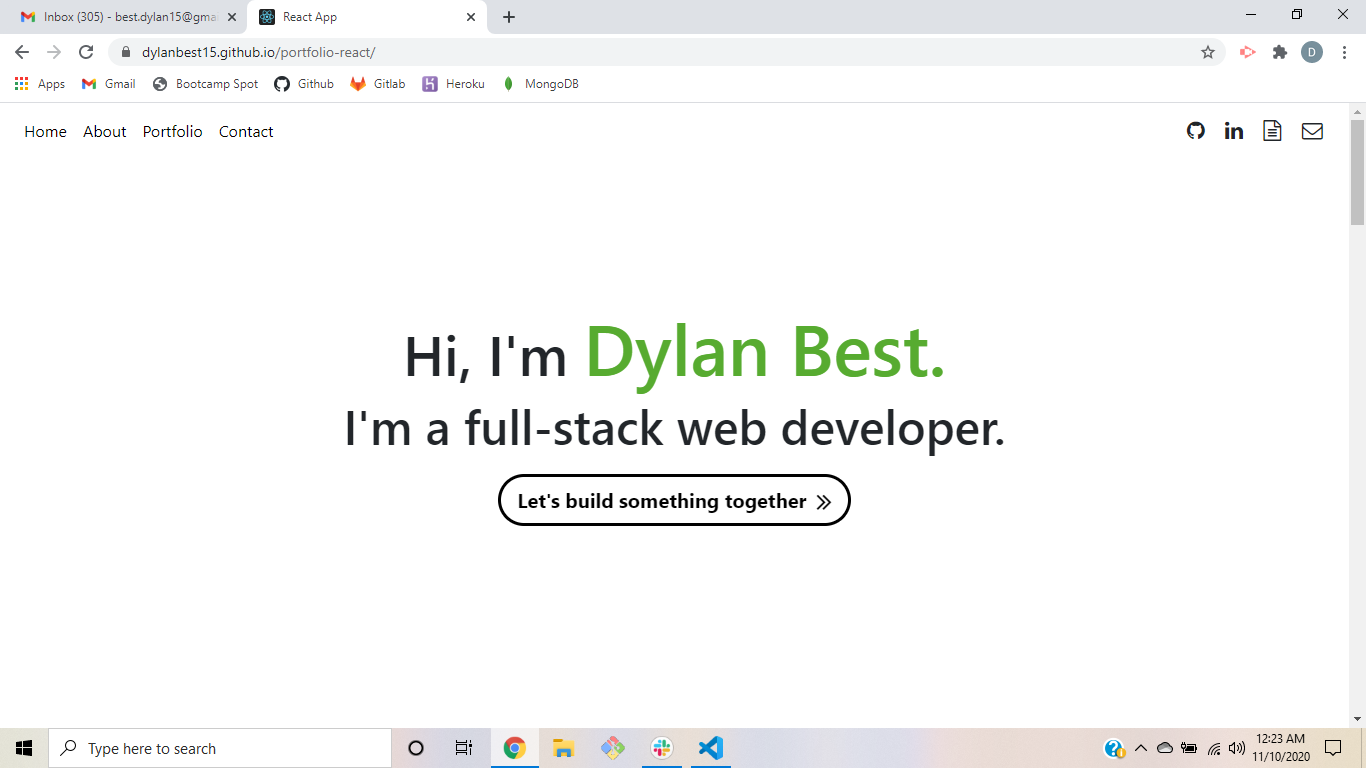 Inbox (305) - best.dylan15@gma
React App
dylanbest15.github.io/portfolio-react/
D
Apps
Gmail
Bootcamp Spot
Github
Gitlab
Heroku
MongoDB
Home
About
Portfolio
Contact
Hi, I'm Dylan Best.
I'm a full-stack web developer.
Let's build something together
Type here to search
12:23 AM
11/10/2020